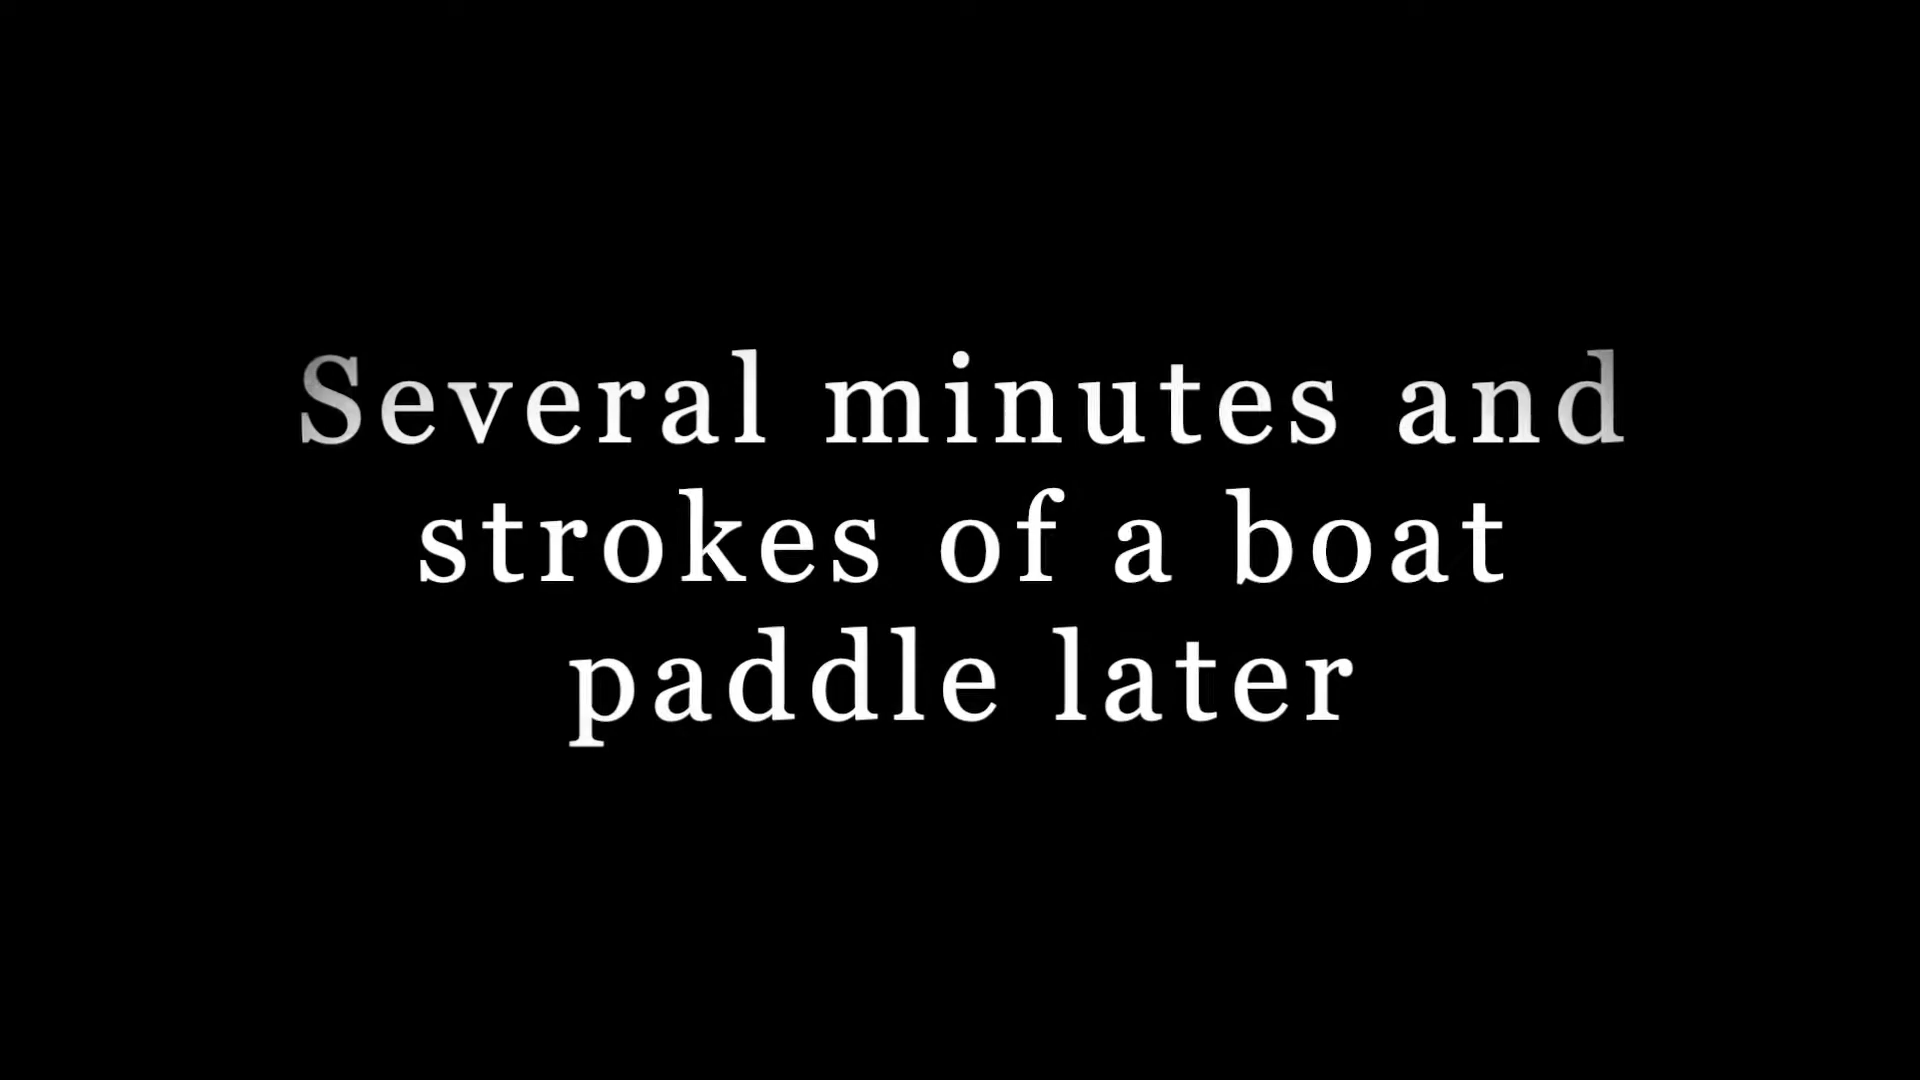 Several minutes and
strokes of a boat
paddle later